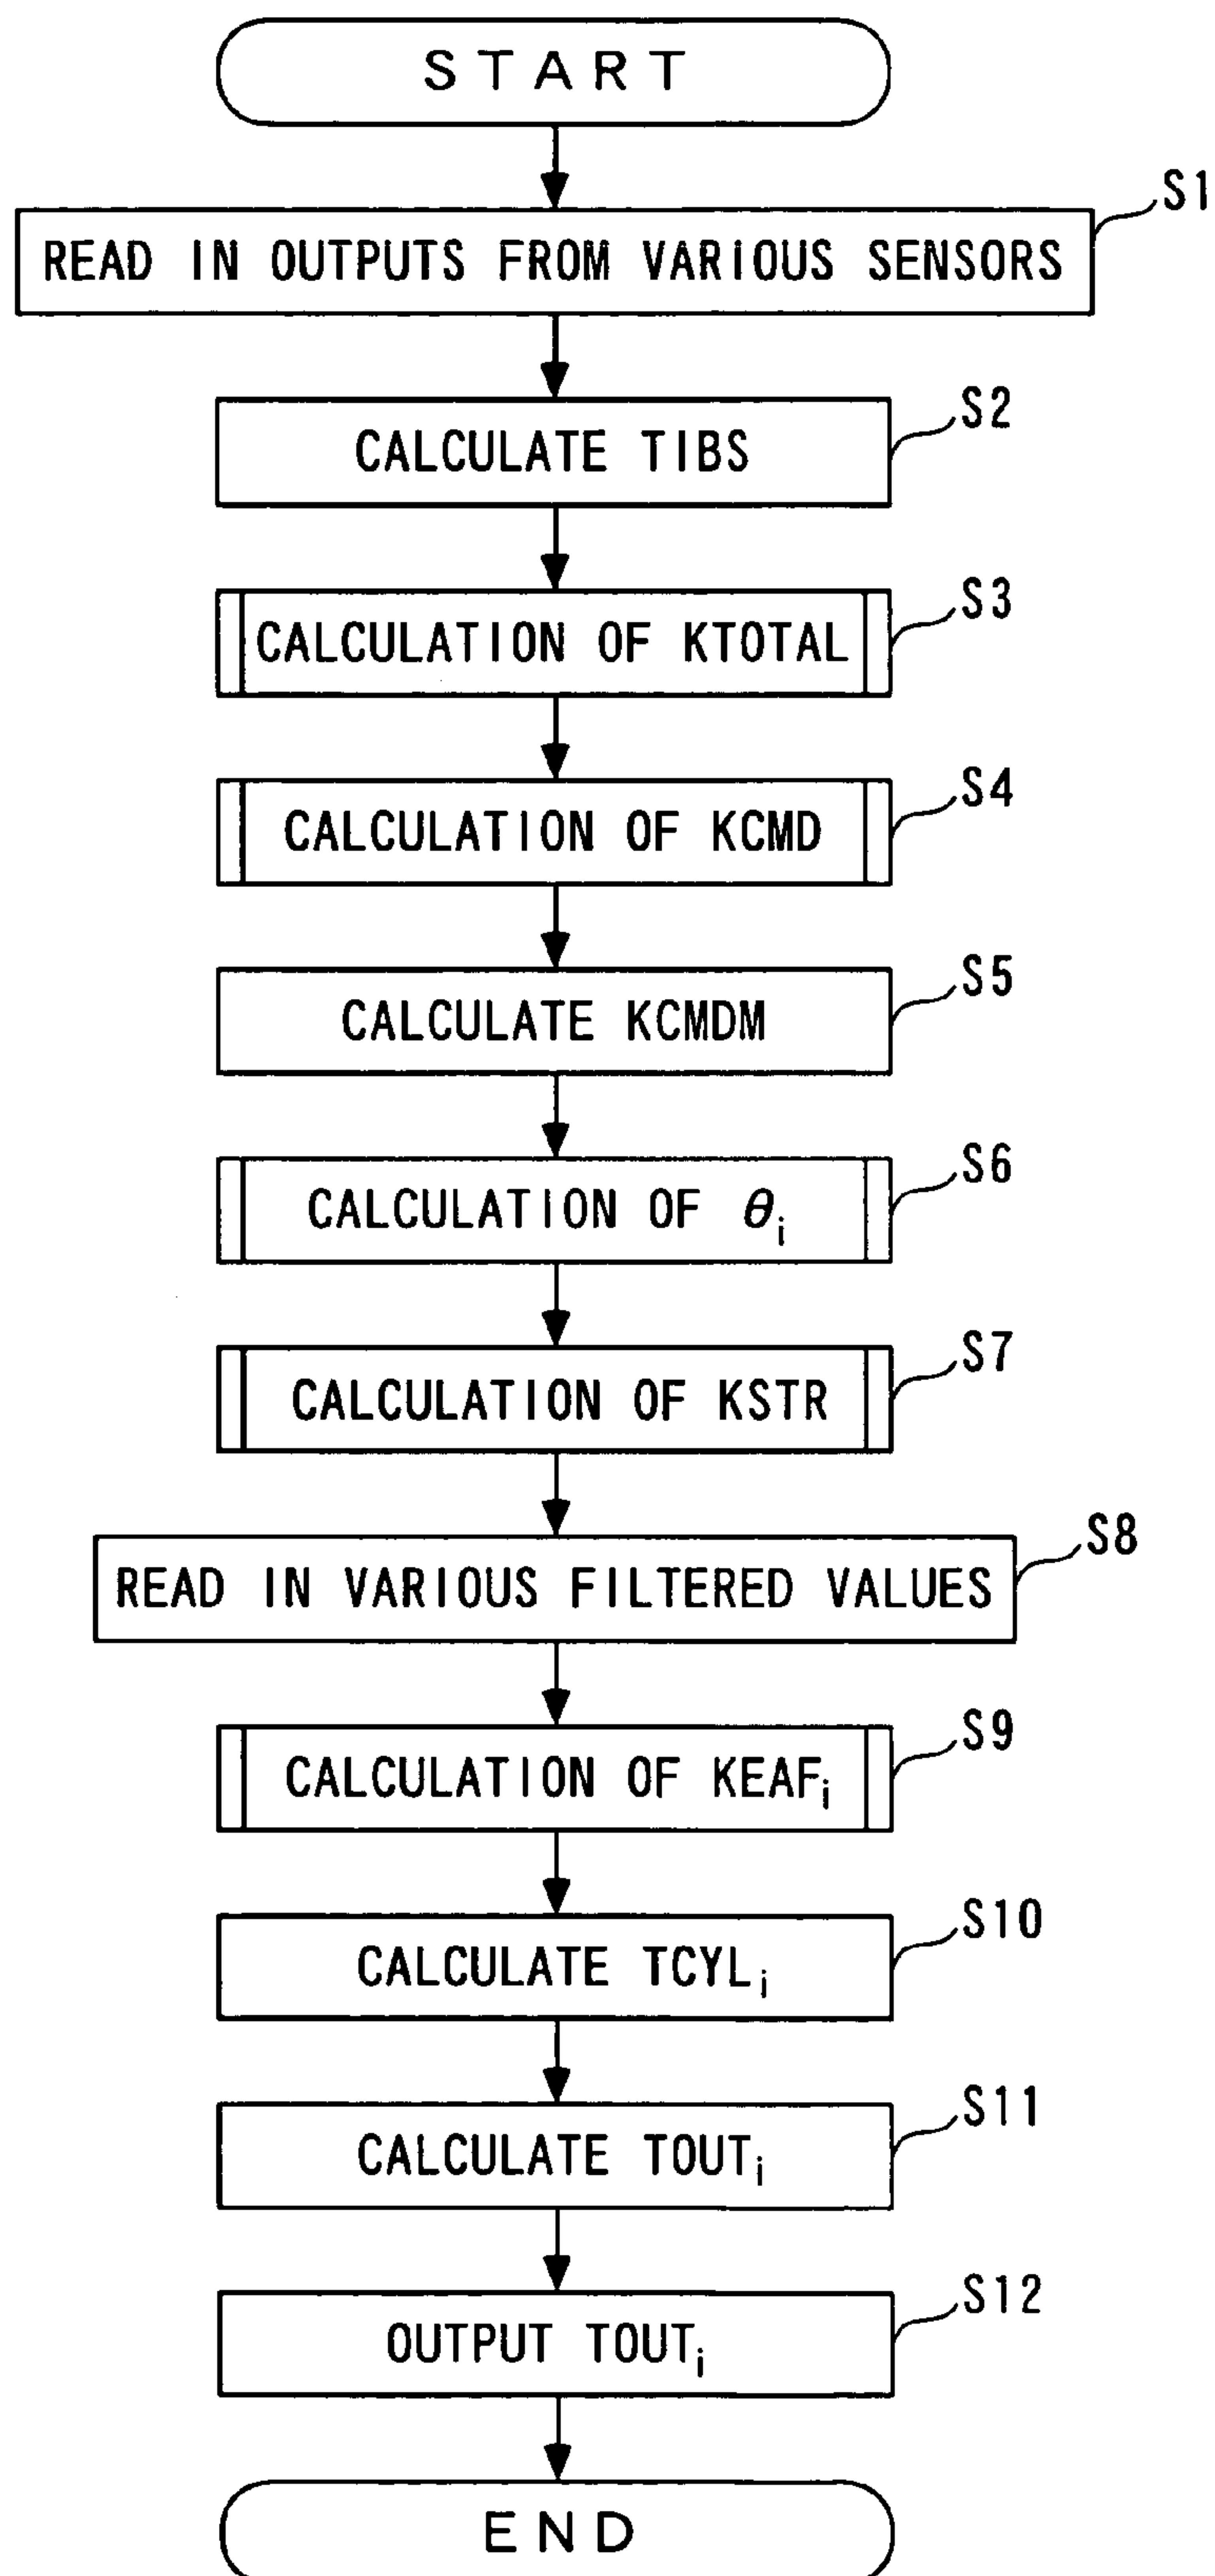 START
S1
READ IN OUTPUTS FROM VARIOUS SENSORS
S2
CALCULATE TIBS
S3
CALCULATION OF KTOTAL
S4
CALCULATION OF KCMD
S5
CALCULATE KCMDM
S6
CALCULATION OF θi
S7
CALCULATION OF KSTR
S8
READ IN VARIOUS FILTERED VALUES
S9
CALCULATION OF KEAFi
S10
CALCULATE TCYLi
S11
CALCULATE TOUTi
S12
OUTPUT TOUTi
END